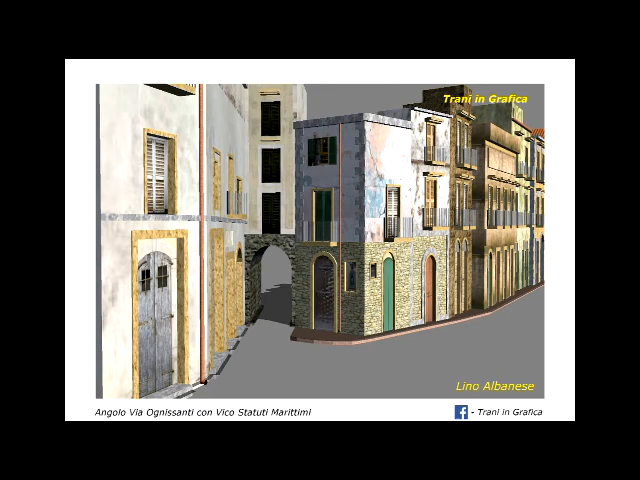 Trani in Grafica
Lino Albanese
Angolo Via Ognissanti con Vico Statuti Marittimi
f - Trani in Grafica